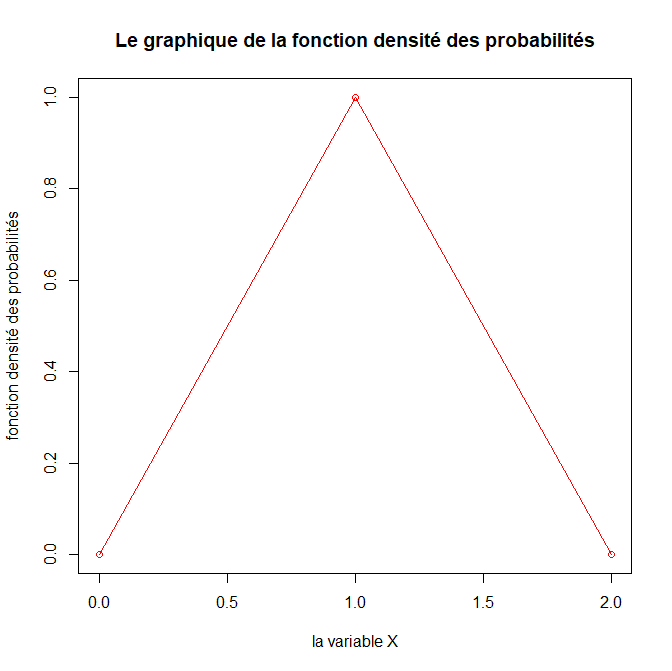 Le graphique de la fonction densité des probabilités
fonction densité des probabilités
1.0
0.8
0.6
0.4
0.2
0.0
0.0 0.5 1.0 1.5 2.0
la variable X